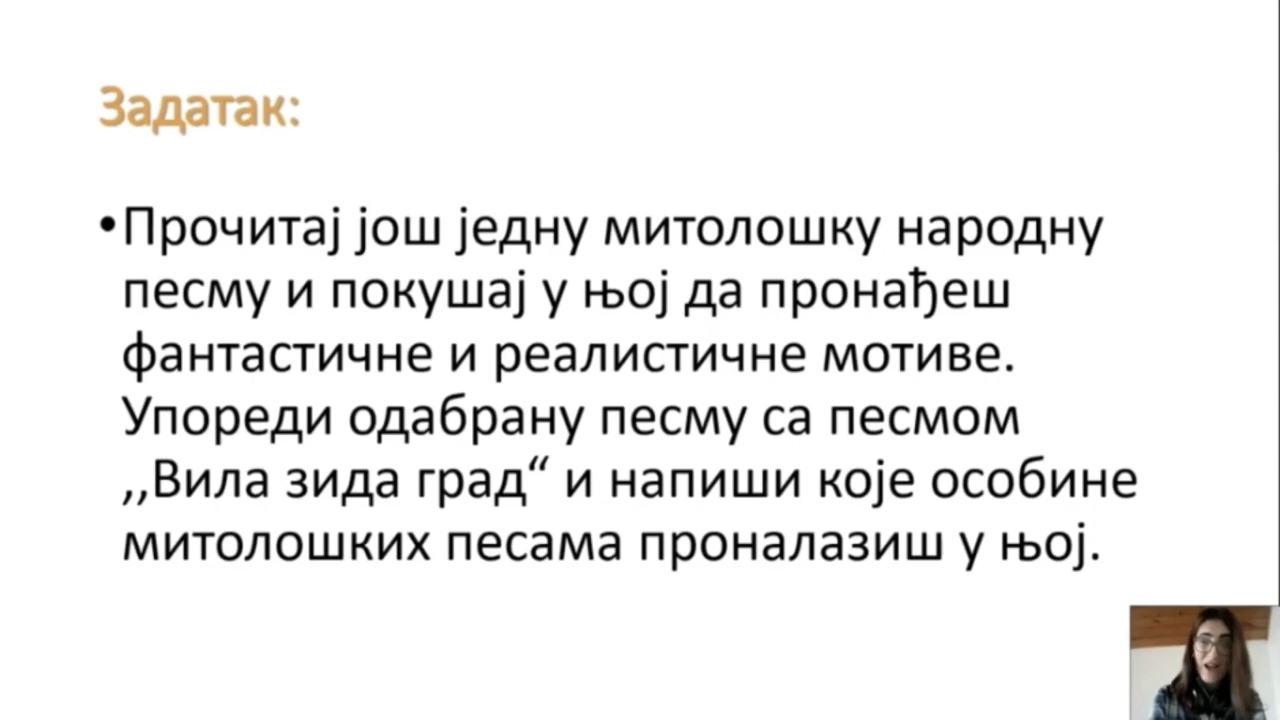 Задатак:
•Прочитај још једну митолошку народну
песму и покушај у њој да пронађеш
фантастичне и реалистичне мотиве.
Упореди одабрану песму са песмом
,,Вила зида град“ и напиши које особине
митолошких песама проналазиш у њој.